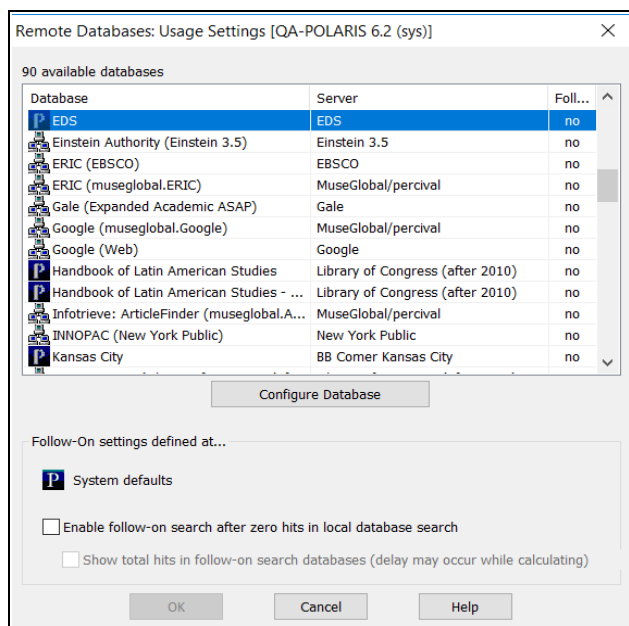 Remote Databases: Usage Settings [QA-POLARIS 6.2 (sys)]
90 available databases
Database Server Foll...
EDS EDS no
Einstein Authority (Einstein 3.5) Einstein 3.5 no
ERIC (EBSCO) EBSCO no
ERIC (museglobal.ERIC) MuseGlobal/percival no
Gale (Expanded Academic ASAP) Gale no
Google (museglobal.Google) MuseGlobal/percival no
Google (Web) Google no
Handbook of Latin American Studies Library of Congress (after 2010) no
Handbook of Latin American Studies - ... Library of Congress (after 2010) no
Infotrieve: ArticleFinder (museglobal.A... MuseGlobal/percival no
INNOPAC (New York Public) New York Public no
Kansas City BB Comer Kansas City no
Configure Database
Follow-On settings defined at...
P System defaults
Enable follow-on search after zero hits in local database search
Show total hits in follow-on search databases (delay may occur while calculating)
OK Cancel Help